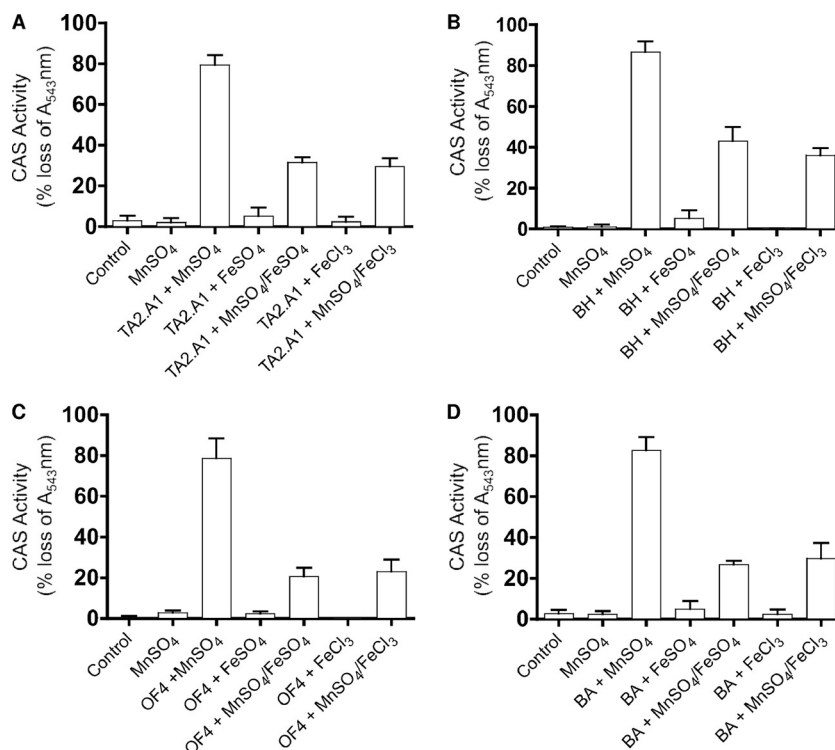 A
CAS Activity
(% loss of A₅₄₃nm)
100
80
60
40
20
0
Control
MnSO₄
TA2.A1 + MnSO₄
TA2.A1 + FeSO₄
TA2.A1 + MnSO₄/FeSO₄
TA2.A1 + FeCl₃
TA2.A1 + MnSO₄/FeCl₃
B
CAS Activity
(% loss of A₅₄₃nm)
100
80
60
40
20
0
Control
MnSO₄
BH + MnSO₄
BH + FeSO₄
BH + MnSO₄/FeSO₄
BH + FeCl₃
BH + MnSO₄/FeCl₃
C
CAS Activity
(% loss of A₅₄₃nm)
100
80
60
40
20
0
Control
MnSO₄
OF4 +MnSO₄
OF4 + FeSO₄
OF4 + MnSO₄/FeSO₄
OF4 + FeCl₃
OF4 + MnSO₄/FeCl₃
D
CAS Activity
(% loss of A₅₄₃nm)
100
80
60
40
20
0
Control
MnSO₄
BA + MnSO₄
BA + FeSO₄
BA + MnSO₄/FeSO₄
BA + FeCl₃
BA + MnSO₄/FeCl₃